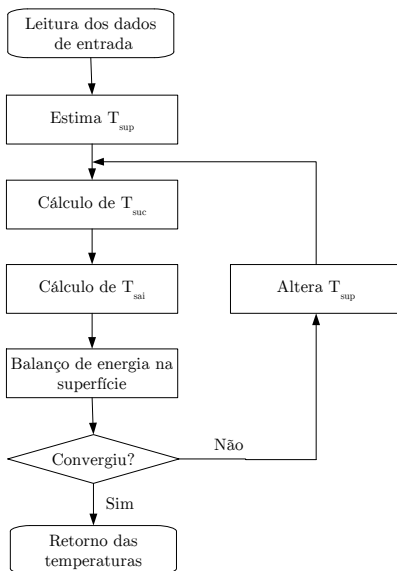 Leitura dos dados
de entrada
Estima T_sup
Cálculo de T_suc
Cálculo de T_sai
Altera T_sup
Balanço de energia na
superfície
Não
Convergiu?
Sim
Retorno das
temperaturas